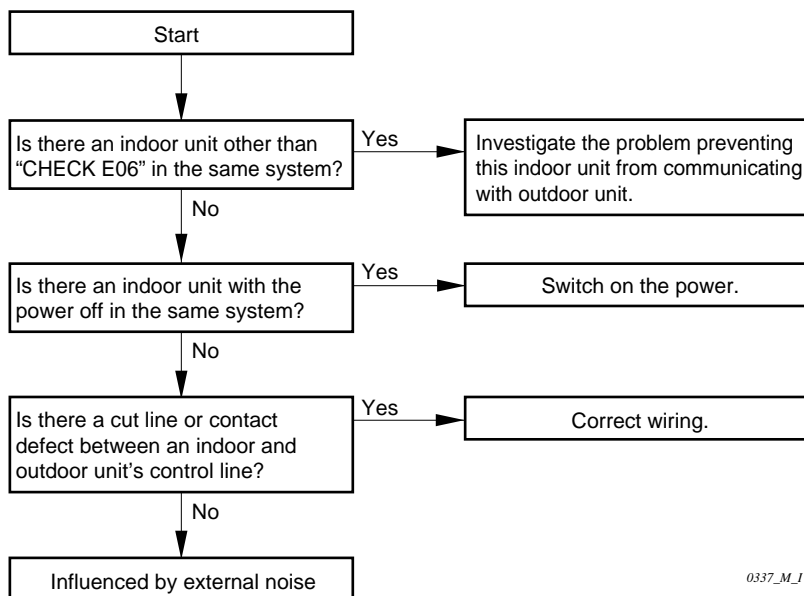 Start
Is there an indoor unit other than
“CHECK E06” in the same system?
Yes
Investigate the problem preventing
this indoor unit from communicating
with outdoor unit.
No
Is there an indoor unit with the
power off in the same system?
Yes
Switch on the power.
No
Is there a cut line or contact
defect between an indoor and
outdoor unit’s control line?
Yes
Correct wiring.
No
Influenced by external noise
0337_M_I